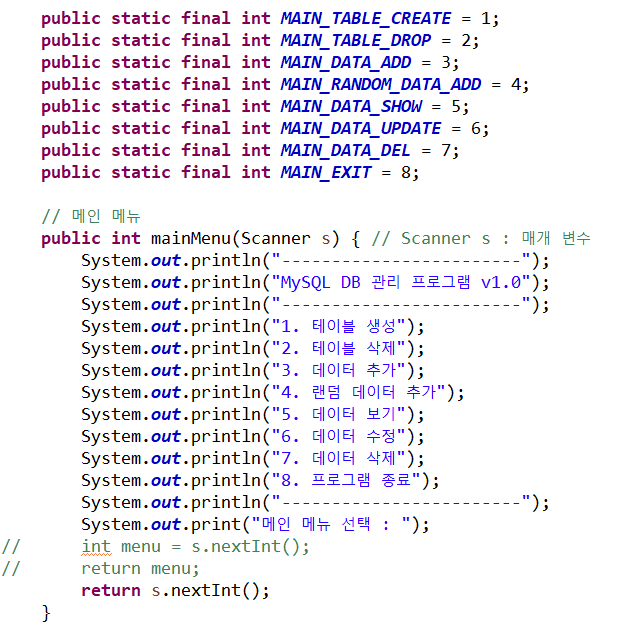 public static final int MAIN_TABLE_CREATE = 1;
public static final int MAIN_TABLE_DROP = 2;
public static final int MAIN_DATA_ADD = 3;
public static final int MAIN_RANDOM_DATA_ADD = 4;
public static final int MAIN_DATA_SHOW = 5;
public static final int MAIN_DATA_UPDATE = 6;
public static final int MAIN_DATA_DEL = 7;
public static final int MAIN_EXIT = 8;
// 메인 메뉴
public int mainMenu(Scanner s) { // Scanner s : 매개 변수
System.out.println("------------------------");
System.out.println("MySQL DB 관리 프로그램 v1.0");
System.out.println("------------------------");
System.out.println("1. 테이블 생성");
System.out.println("2. 테이블 삭제");
System.out.println("3. 데이터 추가");
System.out.println("4. 랜덤 데이터 추가");
System.out.println("5. 데이터 보기");
System.out.println("6. 데이터 수정");
System.out.println("7. 데이터 삭제");
System.out.println("8. 프로그램 종료");
System.out.println("------------------------");
System.out.print("메인 메뉴 선택 : ");
// int menu = s.nextInt();
// return menu;
return s.nextInt();
}